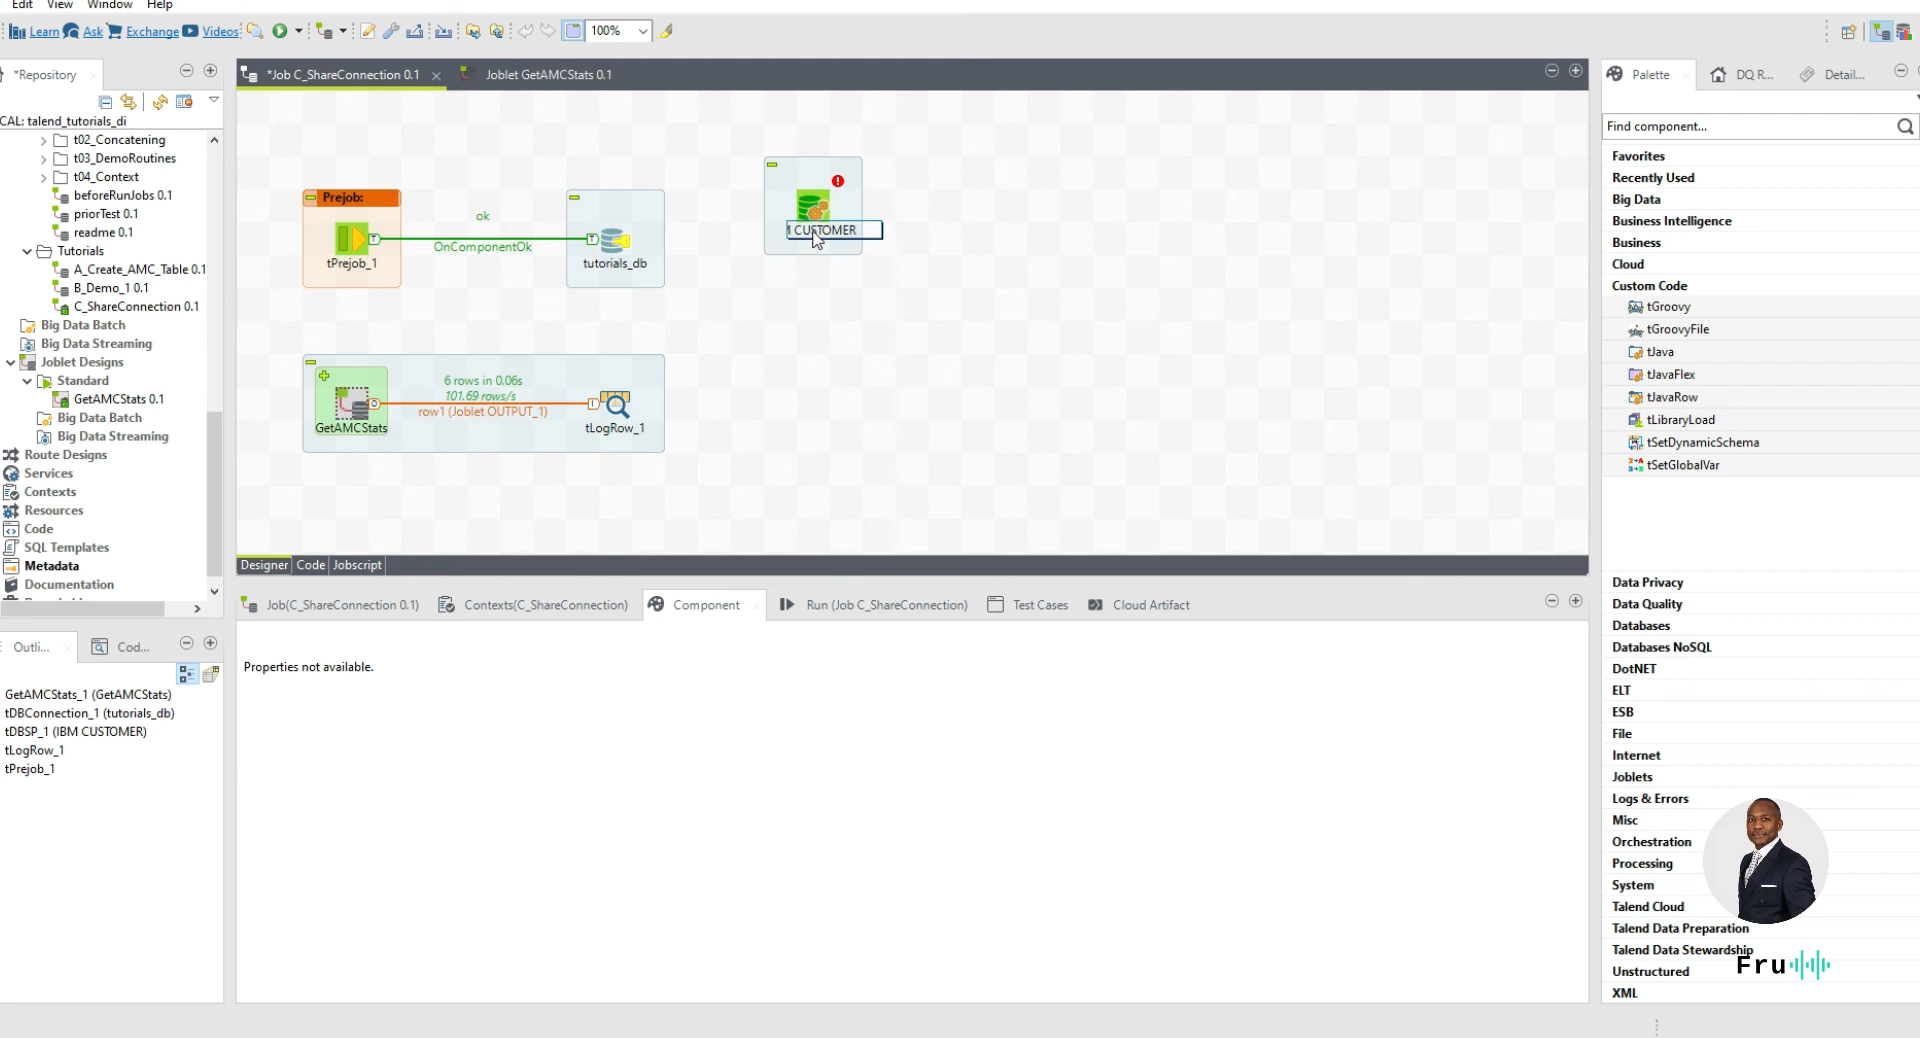 Edit View Window Help
Learn Ask Exchange Videos 100%
*Repository
CAL: talend_tutorials_di
t02_Concatening
t03_DemoRoutines
t04_Context
beforeRunJobs 0.1
priorTest 0.1
readme 0.1
Tutorials
A_Create_AMC_Table 0.1
B_Demo_1 0.1
C_ShareConnection 0.1
Big Data Batch
Big Data Streaming
Joblet Designs
Standard
GetAMCStats 0.1
Big Data Batch
Big Data Streaming
Route Designs
Services
Contexts
Resources
Code
SQL Templates
Metadata
Documentation
Outli... Cod...
GetAMCStats_1 (GetAMCStats)
tDBConnection_1 (tutorials_db)
tDBSP_1 (IBM CUSTOMER)
tLogRow_1
tPrejob_1
*Job C_ShareConnection 0.1 Joblet GetAMCStats 0.1
Prejob:
ok
OnComponentOk
tPrejob_1
tutorials_db
CUSTOMER
6 rows in 0.06s
101.69 rows/s
row1 (Joblet OUTPUT_1)
GetAMCStats
tLogRow_1
Designer Code Jobscript
Job(C_ShareConnection 0.1) Contexts(C_ShareConnection) Component Run (Job C_ShareConnection) Test Cases Cloud Artifact
Properties not available.
Palette DQ R... Detail...
Find component...
Favorites
Recently Used
Big Data
Business Intelligence
Business
Cloud
Custom Code
tGroovy
tGroovyFile
tJava
tJavaFlex
tJavaRow
tLibraryLoad
tSetDynamicSchema
tSetGlobalVar
Data Privacy
Data Quality
Databases
Databases NoSQL
DotNET
ELT
ESB
File
Internet
Joblets
Logs & Errors
Misc
Orchestration
Processing
System
Talend Cloud
Talend Data Preparation
Talend Data Stewardship
Unstructured
XML
Fru